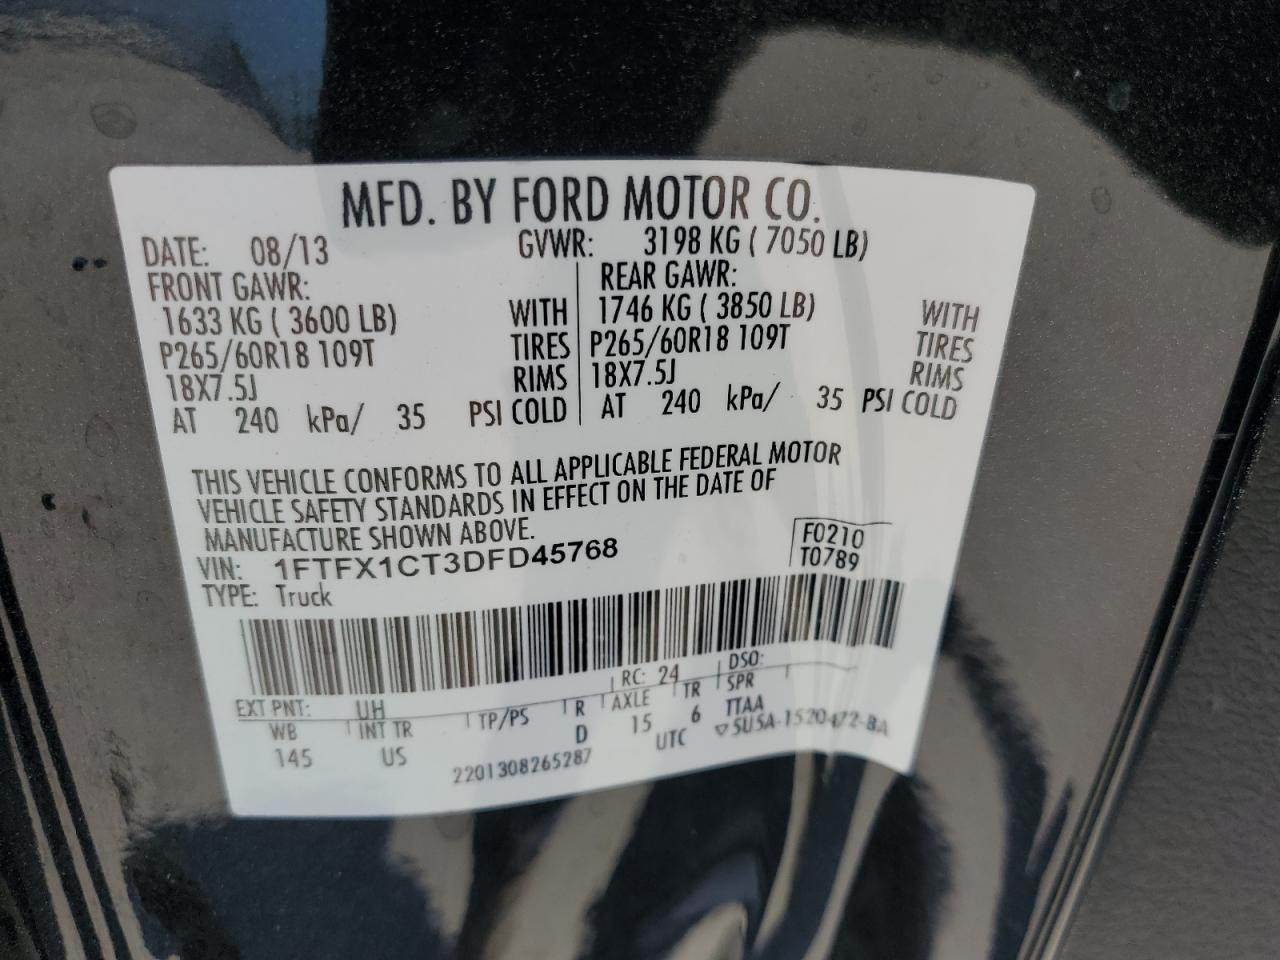 MFD. BY FORD MOTOR CO.
DATE: 08/13 GVWR: 3198 KG ( 7050 LB)
FRONT GAWR: REAR GAWR:
1633 KG ( 3600 LB) WITH 1746 KG ( 3850 LB) WITH
P265/60R18 109T TIRES P265/60R18 109T TIRES
18X7.5J RIMS 18X7.5J RIMS
AT 240 kPa/ 35 PSI COLD AT 240 kPa/ 35 PSI COLD
THIS VEHICLE CONFORMS TO ALL APPLICABLE FEDERAL MOTOR
VEHICLE SAFETY STANDARDS IN EFFECT ON THE DATE OF
MANUFACTURE SHOWN ABOVE.
F0210
VIN: 1FTFX1CT3DFD45768 T0789
TYPE: Truck
EXT PNT: UH RC: 24 DSO:
WB INT TR TP/PS R AXLE TR SPR
145 US D 15 6 TTAA
2201308265287 UTC ▽5U5A-1520472-BA